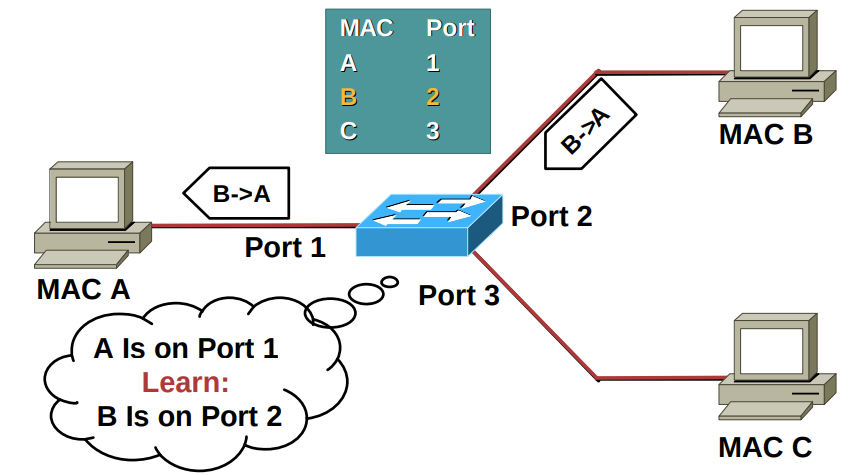 MAC Port
A 1
B 2
C 3
B->A
MAC B
B->A
Port 2
Port 1
MAC A
Port 3
A Is on Port 1
Learn:
B Is on Port 2
MAC C